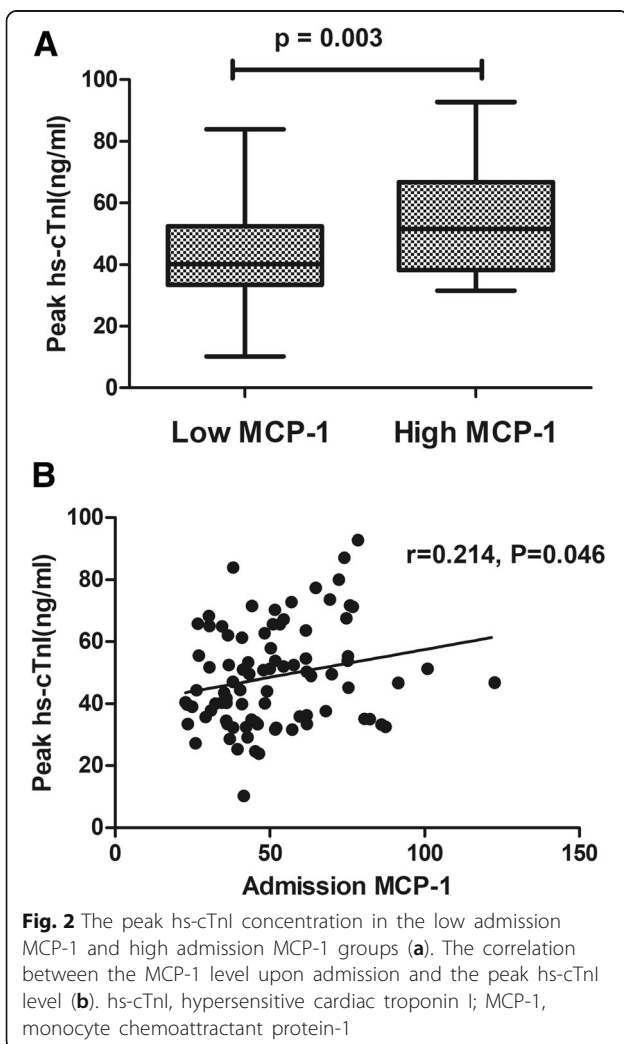 A
p = 0.003
Peak hs-cTnI(ng/ml)
100
80
60
40
20
0
Low MCP-1 High MCP-1
B
r=0.214, P=0.046
Peak hs-cTnI(ng/ml)
100
80
60
40
20
0
0 50 100 150
Admission MCP-1
Fig. 2 The peak hs-cTnI concentration in the low admission
MCP-1 and high admission MCP-1 groups (a). The correlation
between the MCP-1 level upon admission and the peak hs-cTnI
level (b). hs-cTnI, hypersensitive cardiac troponin I; MCP-1,
monocyte chemoattractant protein-1